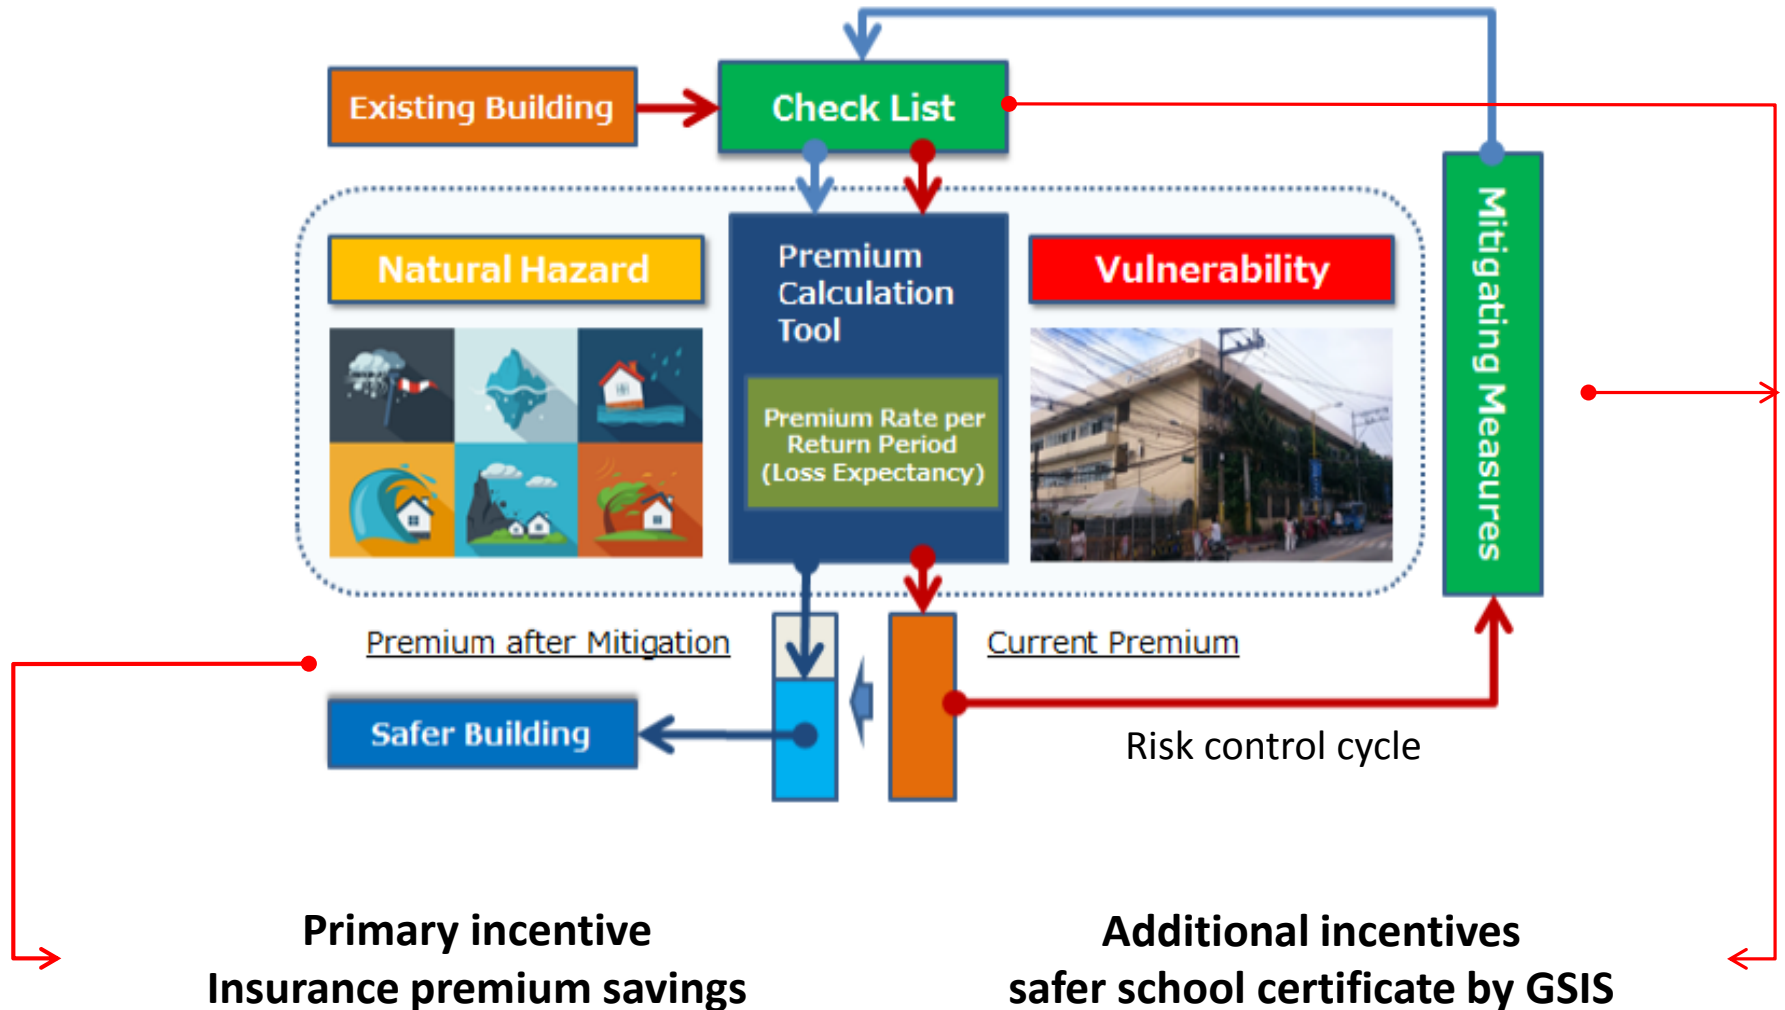 Existing Building
Check List
Natural Hazard
Premium
Calculation
Tool
Premium Rate per
Return Period
(Loss Expectancy)
Vulnerability
Mitigating Measures
Premium after Mitigation
Current Premium
Safer Building
Risk control cycle
Primary incentive
Insurance premium savings
Additional incentives
safer school certificate by GSIS